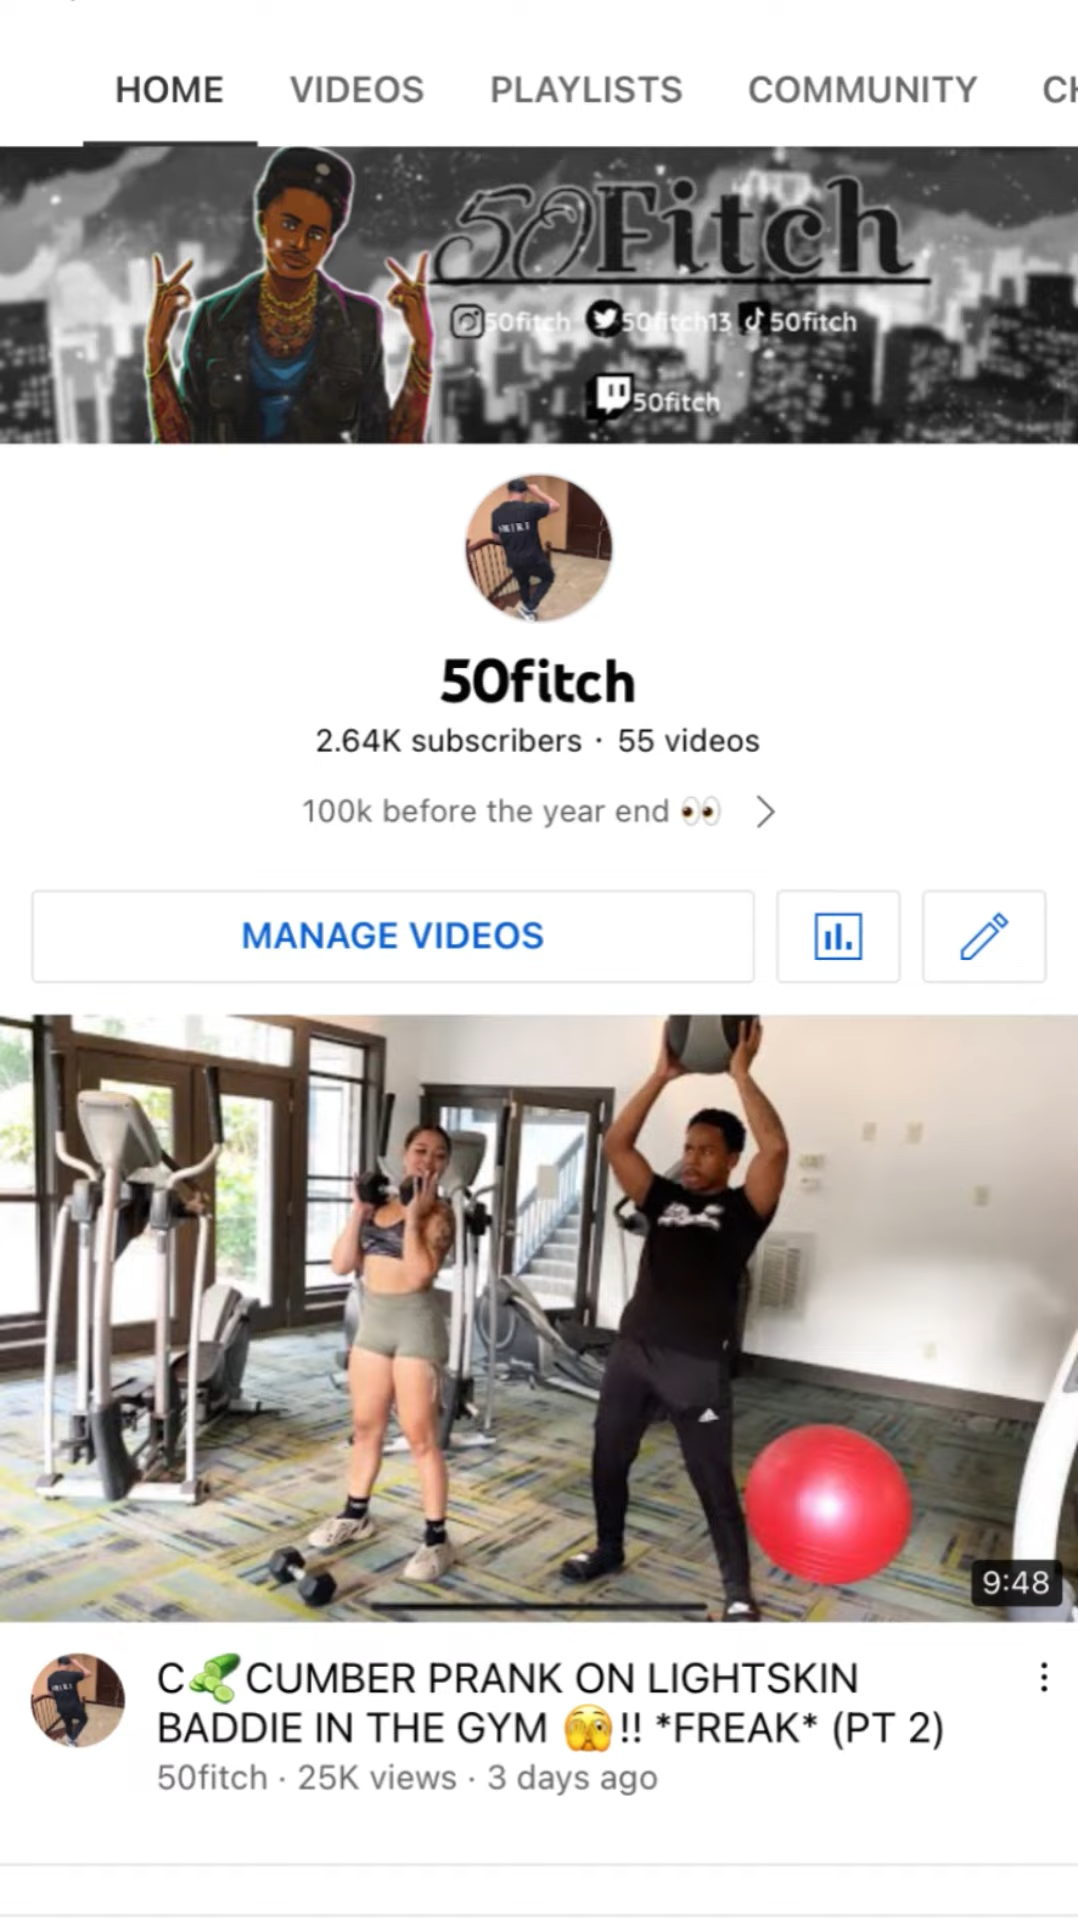 HOME VIDEOS PLAYLISTS COMMUNITY CH
50Fitch
50fitch 50fitch13 50fitch
50fitch
50fitch
2.64K subscribers · 55 videos
100k before the year end 👀 >
MANAGE VIDEOS
9:48
C🥒CUMBER PRANK ON LIGHTSKIN
BADDIE IN THE GYM 🫣!! *FREAK* (PT 2)
50fitch · 25K views · 3 days ago